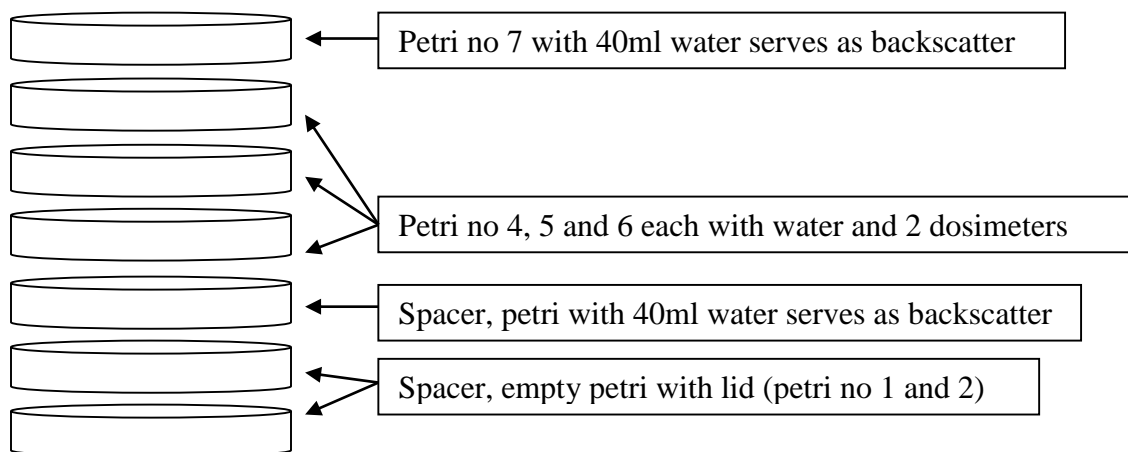 Petri no 7 with 40ml water serves as backscatter
Petri no 4, 5 and 6 each with water and 2 dosimeters
Spacer, petri with 40ml water serves as backscatter
Spacer, empty petri with lid (petri no 1 and 2)